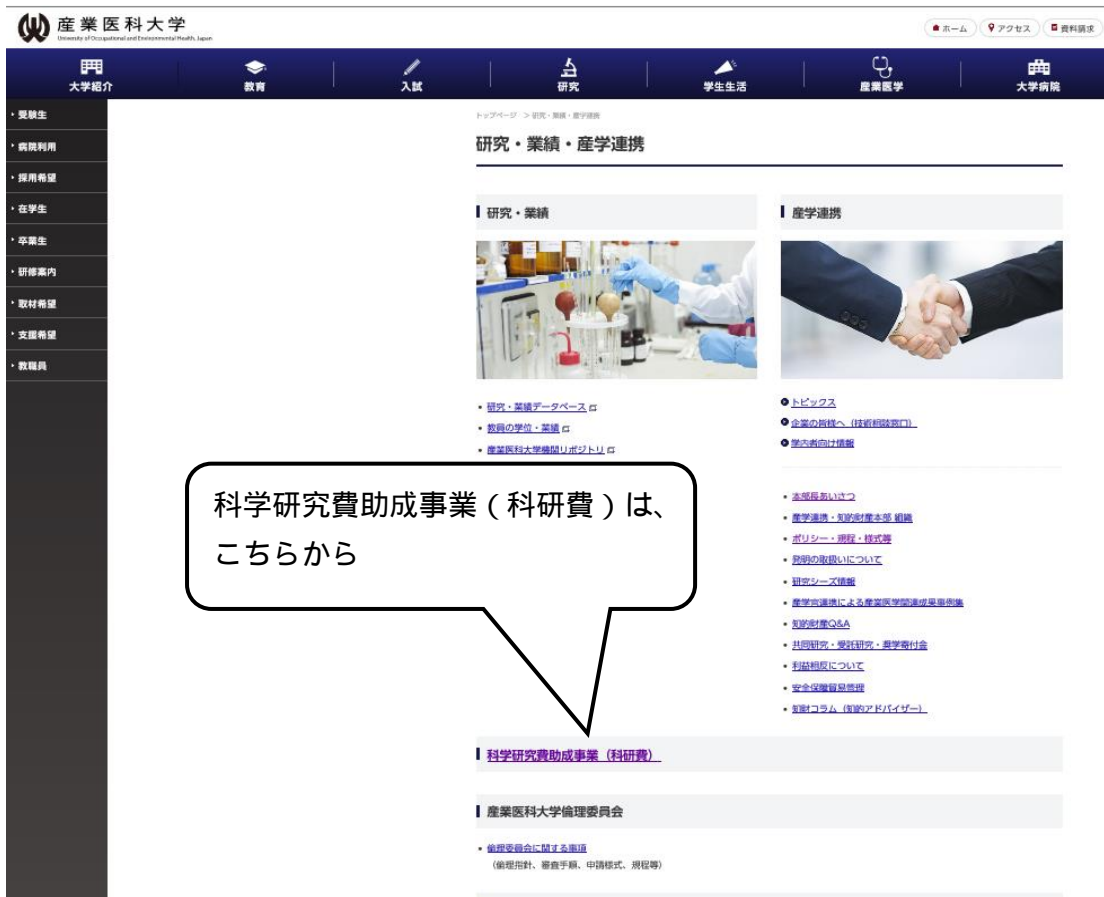 産業医科大学
University of Occupational and Environmental Health, Japan
ホーム
アクセス
資料請求
大学紹介
教育
入試
研究
学生生活
産業医学
大学病院
・受験生
・病院利用
・採用希望
・在学生
・卒業生
・研修案内
・取材希望
・支援希望
・教職員
トップページ > 研究・業績・産学連携
研究・業績・産学連携
研究・業績
・研究・業績データベース
・教員の学位・業績
・産業医科大学機関リポジトリ
産学連携
トピックス
企業の皆様へ（技術相談窓口）
学内者向け情報
・本部長あいさつ
・産学連携・知的財産本部 組織
・ポリシー・規程・様式等
・発明の取扱いについて
・研究シーズ情報
・産学官連携による産業医学関連成果事例集
・知的財産Q&A
・共同研究・受託研究・奨学寄付金
・利益相反について
・安全保障貿易管理
・知財コラム（知的アドバイザー）
科学研究費助成事業（科研費）は、
こちらから
科学研究費助成事業（科研費）
産業医科大学倫理委員会
・倫理委員会に関する事項
（倫理指針、審査手順、申請様式、規程等）